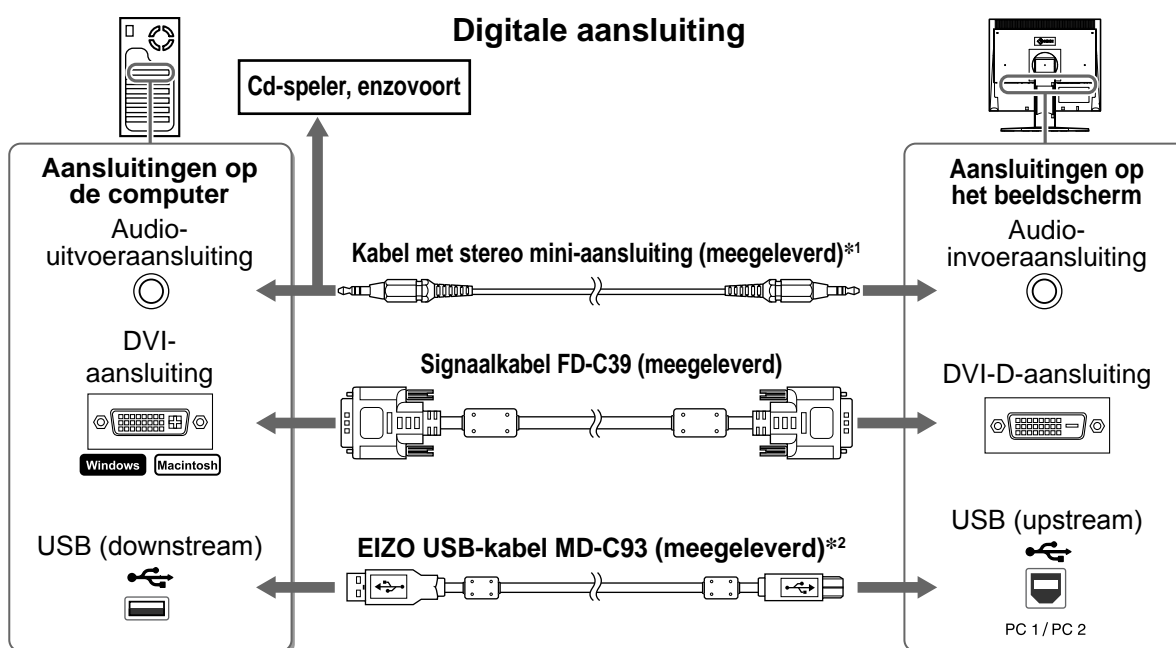 Digitale aansluiting
Cd-speler, enzovoort
Aansluitingen op
de computer
Audio-
uitvoeraansluiting
DVI-
aansluiting
Windows Macintosh
USB (downstream)
Kabel met stereo mini-aansluiting (meegeleverd)*1
Signaalkabel FD-C39 (meegeleverd)
EIZO USB-kabel MD-C93 (meegeleverd)*2
Aansluitingen op
het beeldscherm
Audio-
invoeraansluiting
DVI-D-aansluiting
USB (upstream)
PC 1 / PC 2